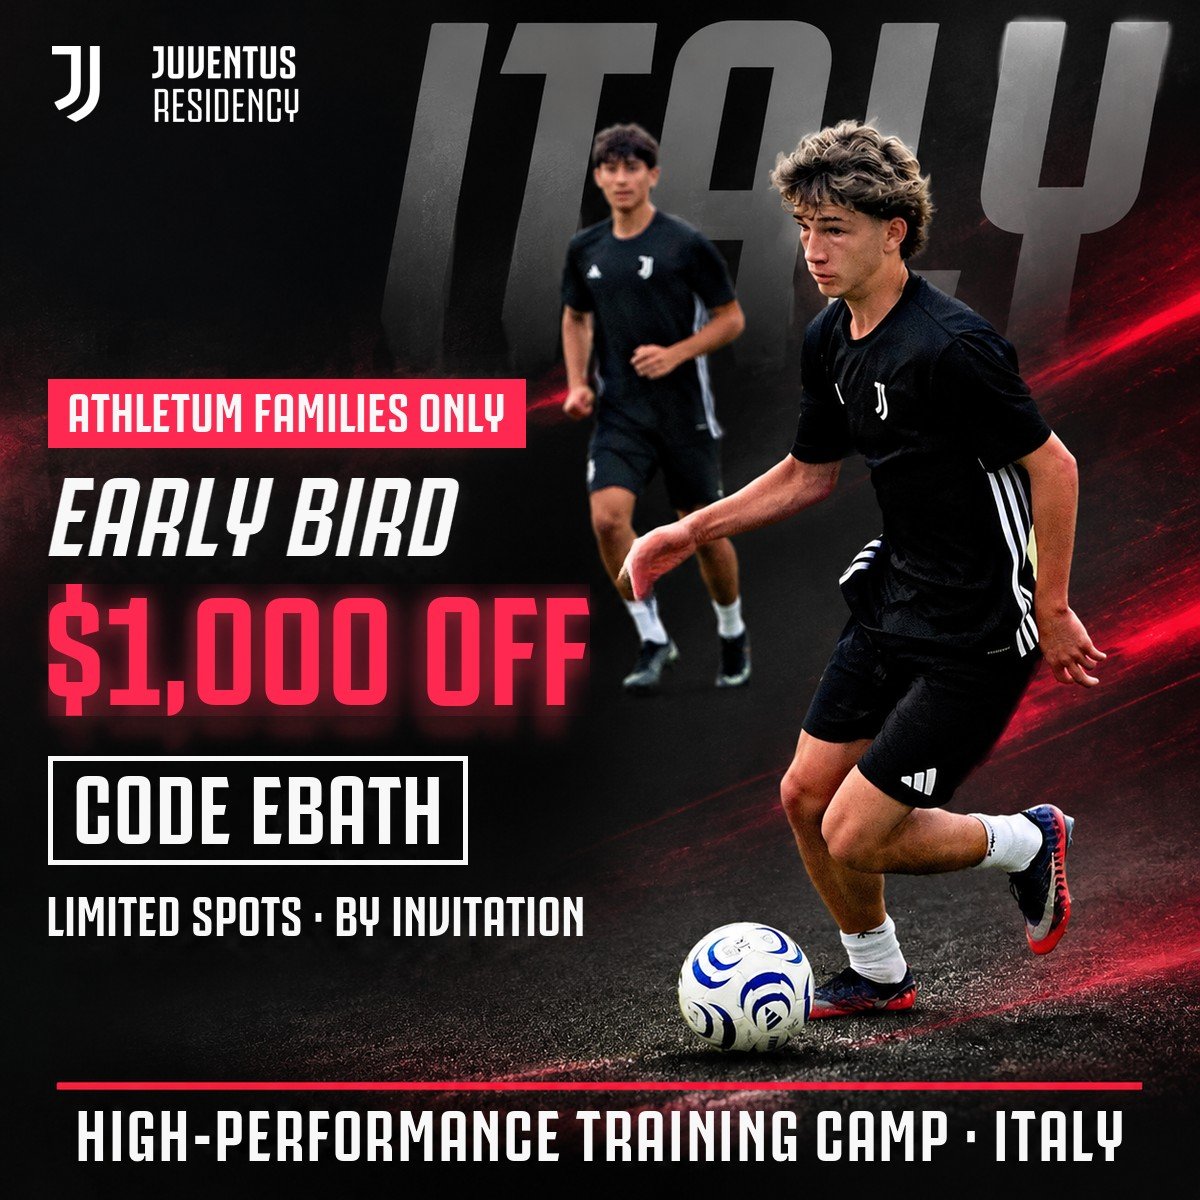 JUVENTUS
RESIDENCY
ITALY
ATHLETUM FAMILIES ONLY
EARLY BIRD
$1,000 OFF
CODE EBATH
LIMITED SPOTS · BY INVITATION
HIGH-PERFORMANCE TRAINING CAMP · ITALY